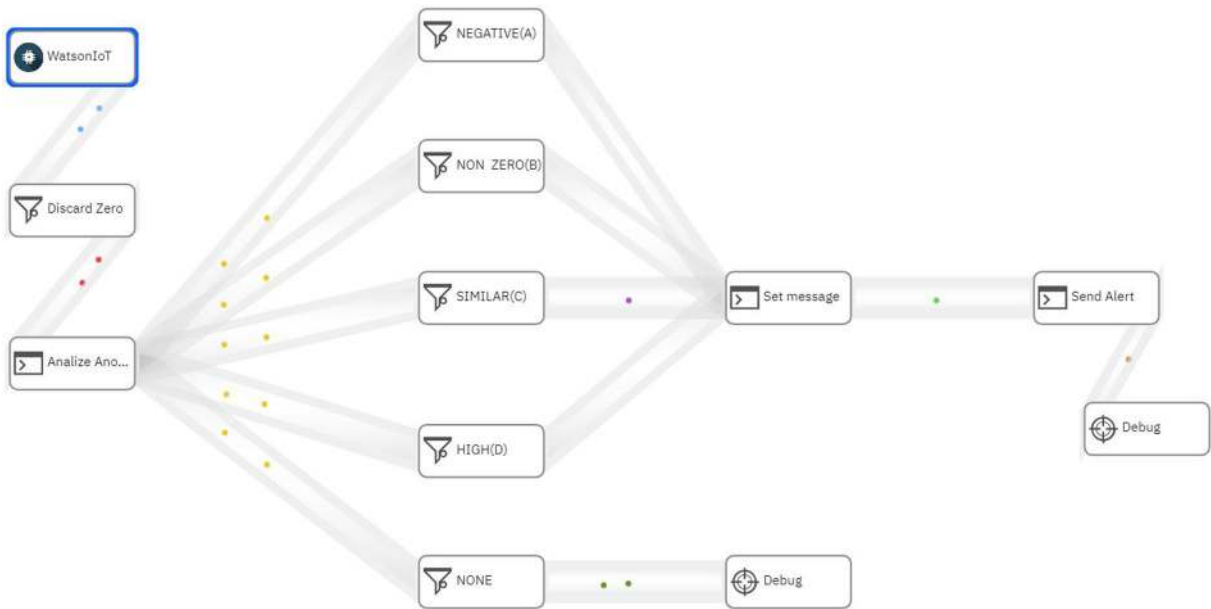 WatsonIoT
Discard Zero
Analize Ano...
NEGATIVE(A)
NON ZERO(B)
SIMILAR(C)
HIGH(D)
NONE
Set message
Debug
Send Alert
Debug